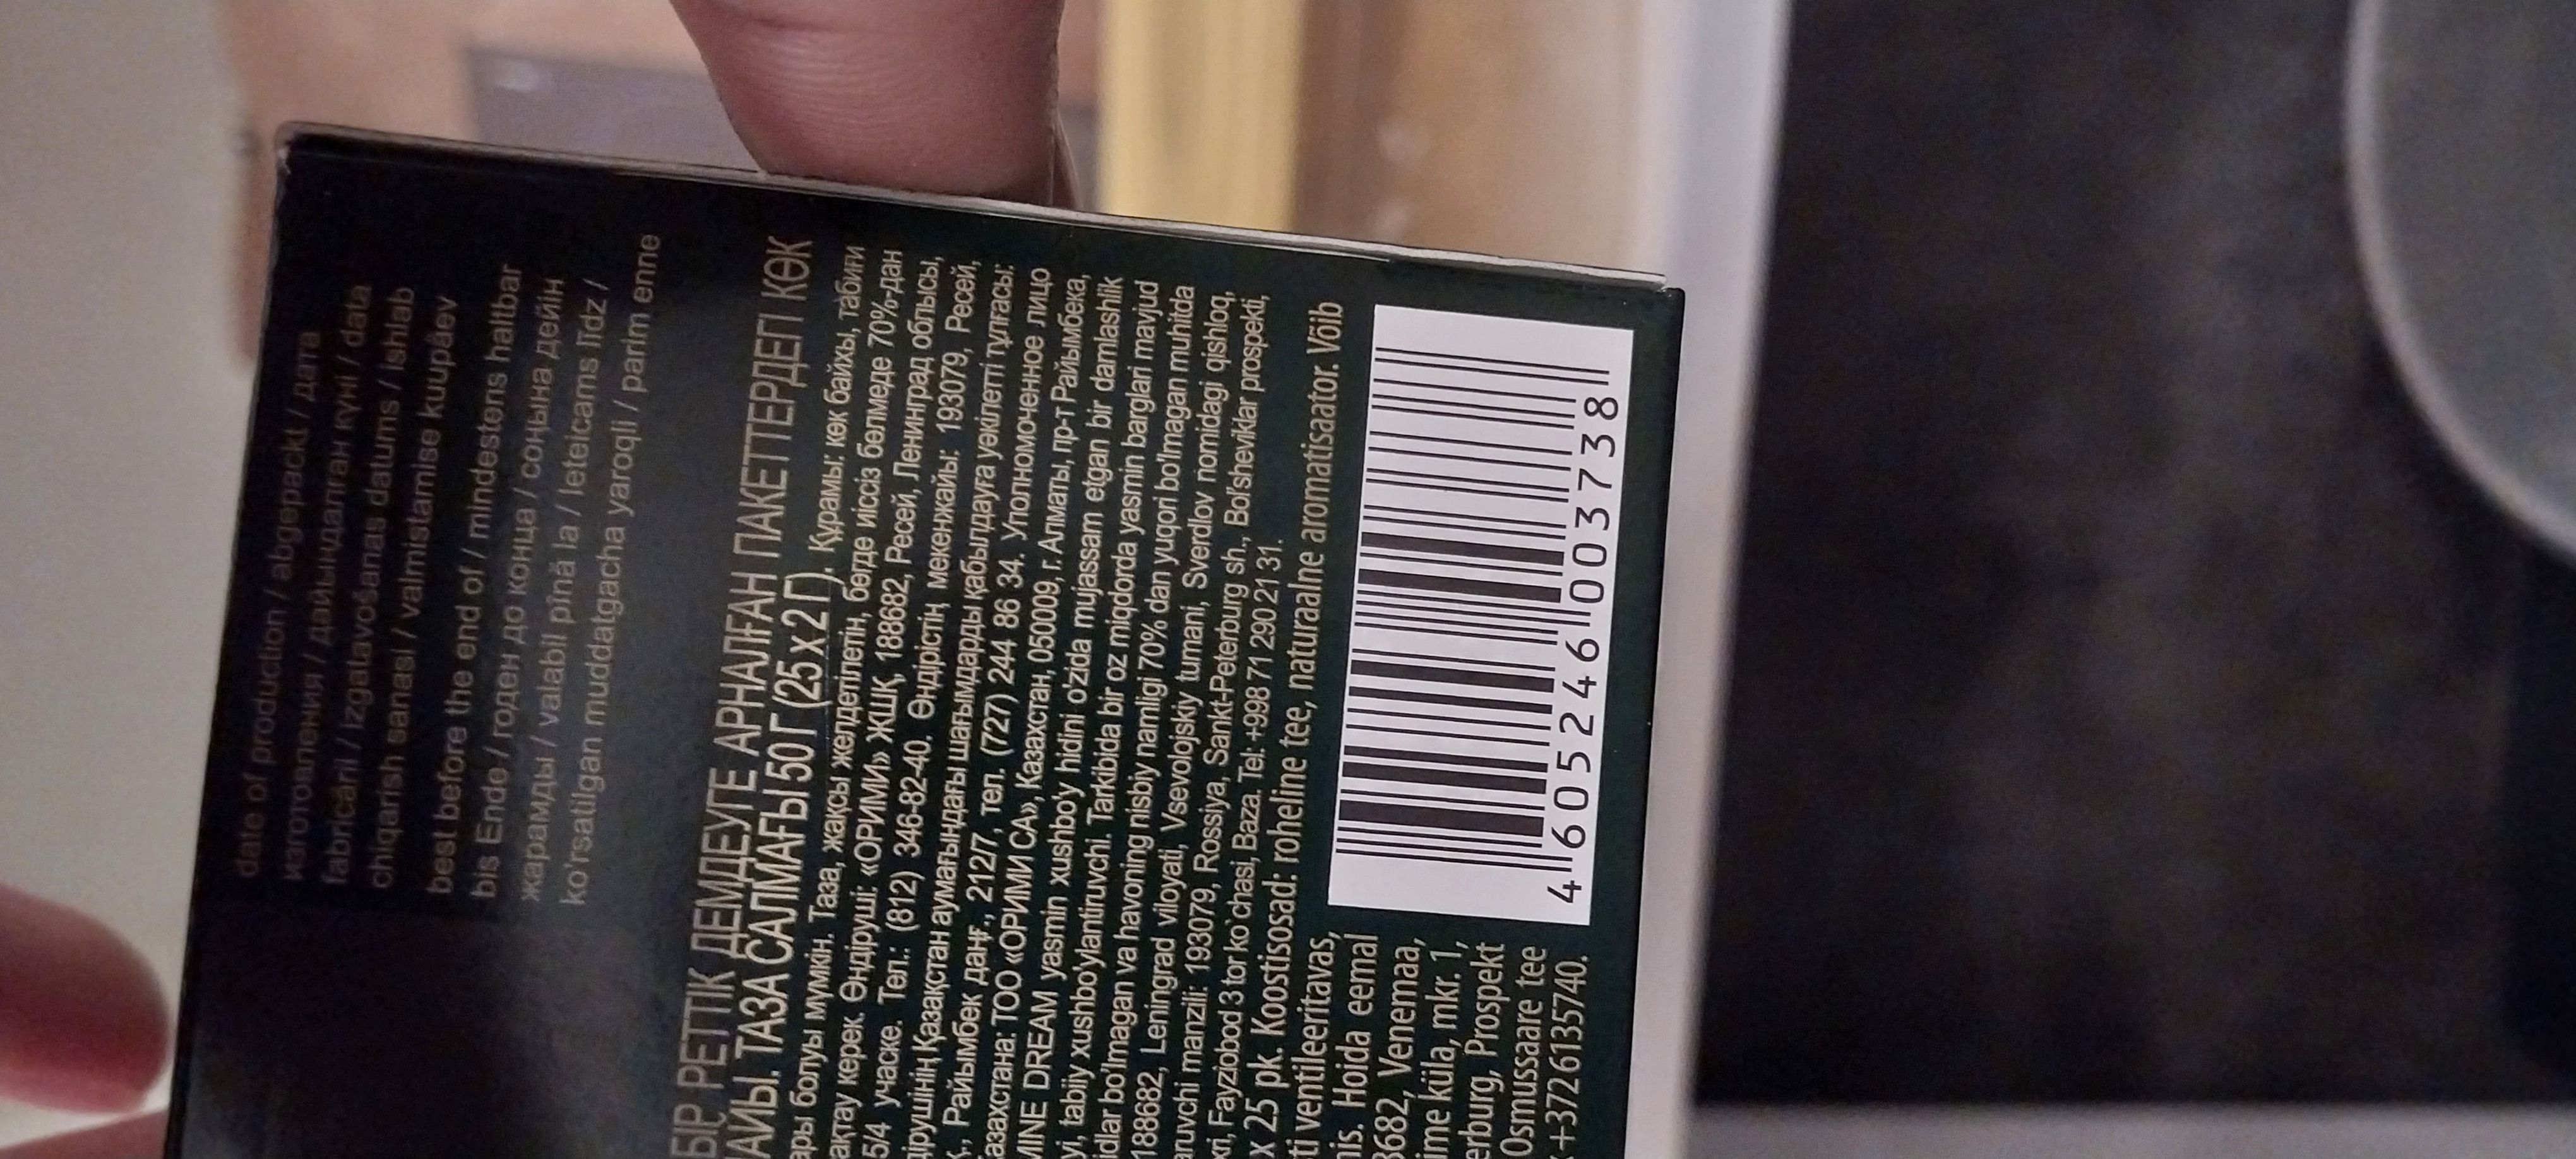 date of production / abgepackt / дата
изготовления / дайындалған күні / data
fabricării / izgatavošanas datums / ishlab
chiqarish sanasi / valmistamise kuupäev
best before the end of / mindestens haltbar
bis Ende / годен до конца / соңына дейін
жарамды / valabil pînă la / leteicams līdz /
ko'rsatilgan muddatgacha yaroqli / parim enne
БІР РЕТТІК ДЕМДЕУГЕ АРНАЛҒАН ПАКЕТТЕРДЕГІ КӨК
АЙЫ. ТАЗА САЛМАҒЫ 50 Г (25 x 2 Г). Құрамы: көк байхы, табиғи
ары болуы мүмкін. Таза, жақсы желдетілетін, бөгде иіссіз бөлмеде 70%-дан
ақтау керек. Өндіруші: «ОРИМИ» ЖШҚ, 188682, Ресей, Ленинград облысы,
5/4 учаске. Тел.: (812) 346-82-40. Өндірістің мекенжайы: 193079, Ресей,
дірушінің Қазақстан аумағындағы шағымдарды қабылдауға уәкілетті тұлғасы:
қ., Райымбек даңғ., 212/7, тел. (727) 244 86 34. Уполномоченное лицо
азахстана: ТОО «ОРИМИ СА», Казахстан, 050009, г. Алматы, пр-т Райымбека,
MINE DREAM yasmin xushbo'y hidini o'zida mujassam etgan bir damlashlik
yi, tabiiy xushbo'ylantiruvchi. Tarkibida bir oz miqdorda yasmin barglari mavjud
idlar bo'lmagan va havoning nisbiy namligi 70% dan yuqori bo'lmagan muhitda
188682, Leningrad viloyati, Vsevolojskiy tumani, Sverdlov nomidagi qishloq,
aruvchi manzili: 193079, Rossiya, Sankt-Peterburg sh., Bol'sheviklar prospekti,
xri, Fayziobod 3 tor ko`chasi, Baza. Tel: +998 71 290 21 31.
x 25 pk. Koostisosad: roheline tee, naturaalne aromatisaator. Võib
ti ventileeritavas,
nis. Hoida eemal
8682, Venemaa,
ime küla, mkr. 1,
erburg, Prospekt
Osmussaare tee
+372 6135740.
4 605246 003738